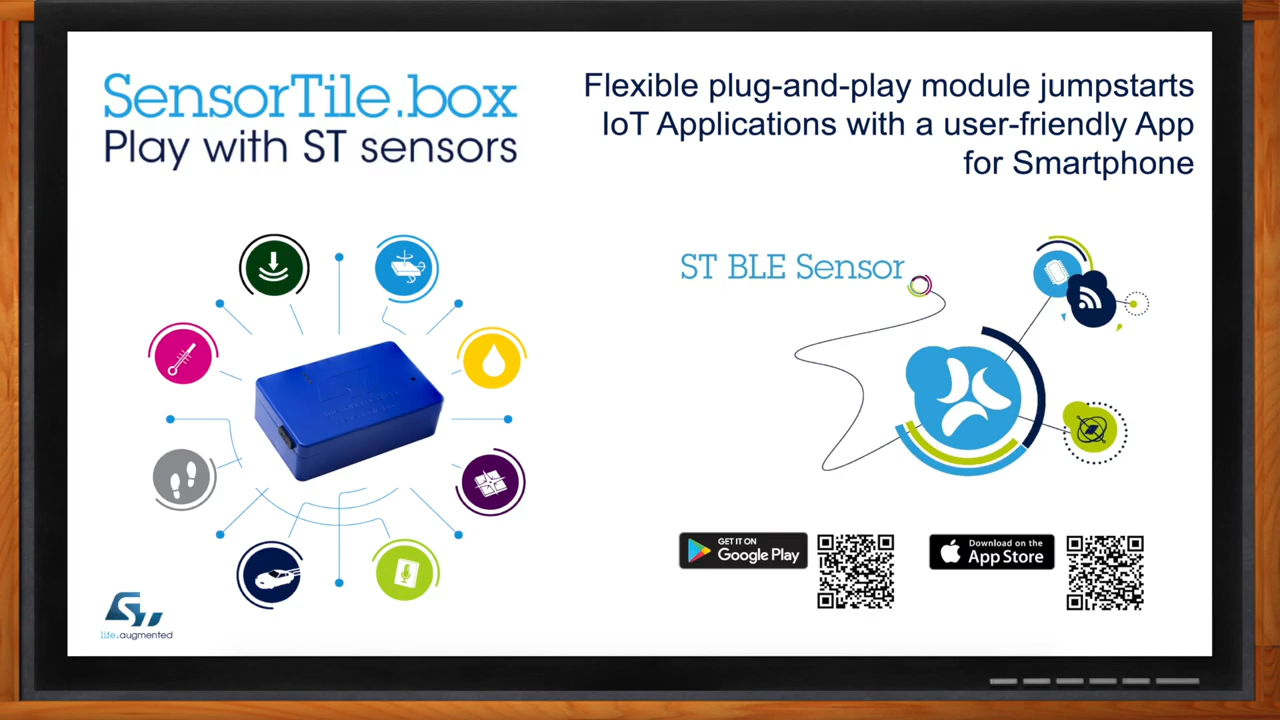 SensorTile.box
Play with ST sensors
Flexible plug-and-play module jumpstarts
IoT Applications with a user-friendly App
for Smartphone
ST BLE Sensor
GET IT ON
Google Play
Download on the
App Store
ST
life.augmented